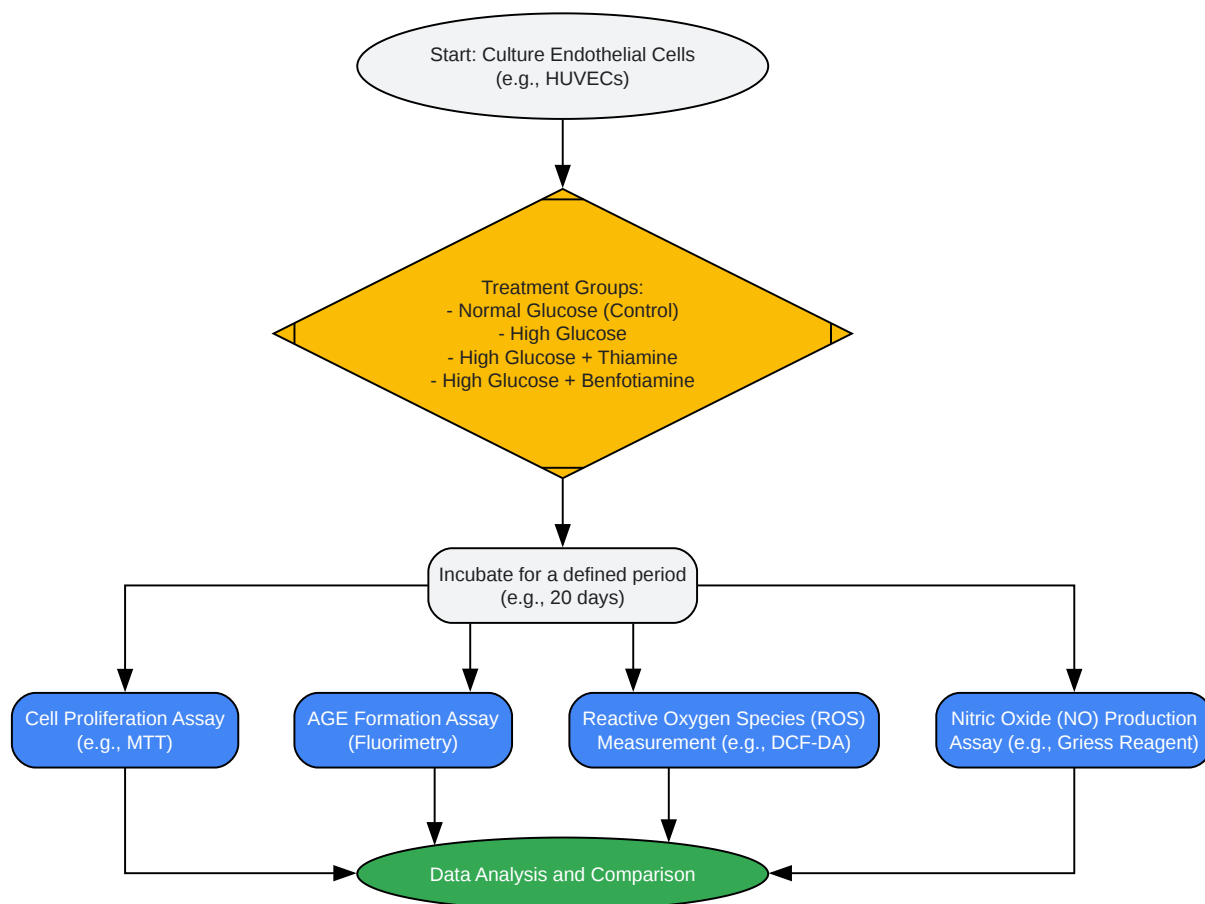 Start: Culture Endothelial Cells
(e.g., HUVECs)
Treatment Groups:
- Normal Glucose (Control)
- High Glucose
- High Glucose + Thiamine
- High Glucose + Benfotiamine
Incubate for a defined period
(e.g., 20 days)
Cell Proliferation Assay
(e.g., MTT)
AGE Formation Assay
(Fluorimetry)
Reactive Oxygen Species (ROS)
Measurement (e.g., DCF-DA)
Nitric Oxide (NO) Production
Assay (e.g., Griess Reagent)
Data Analysis and Comparison